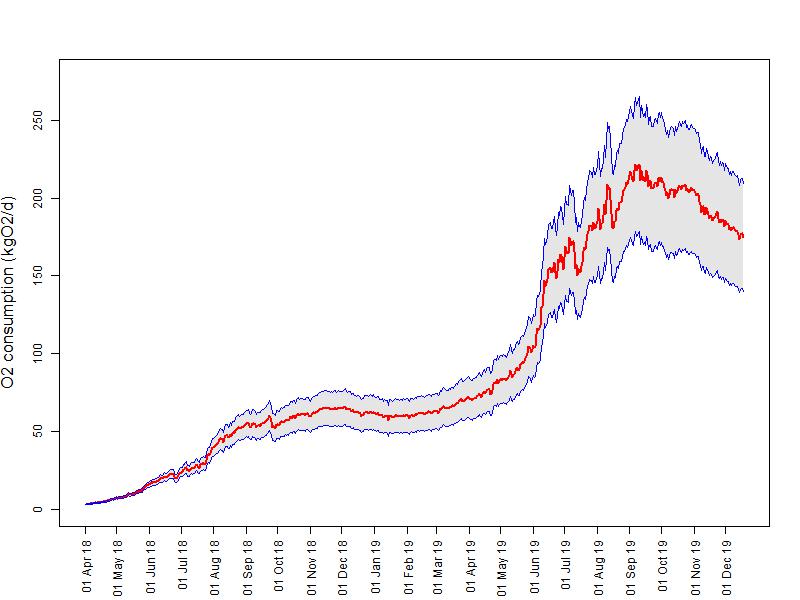 O2 consumption (kgO2/d)
250
200
150
100
50
0
01 Apr 18
01 May 18
01 Jun 18
01 Jul 18
01 Aug 18
01 Sep 18
01 Oct 18
01 Nov 18
01 Dec 18
01 Jan 19
01 Feb 19
01 Mar 19
01 Apr 19
01 May 19
01 Jun 19
01 Jul 19
01 Aug 19
01 Sep 19
01 Oct 19
01 Nov 19
01 Dec 19